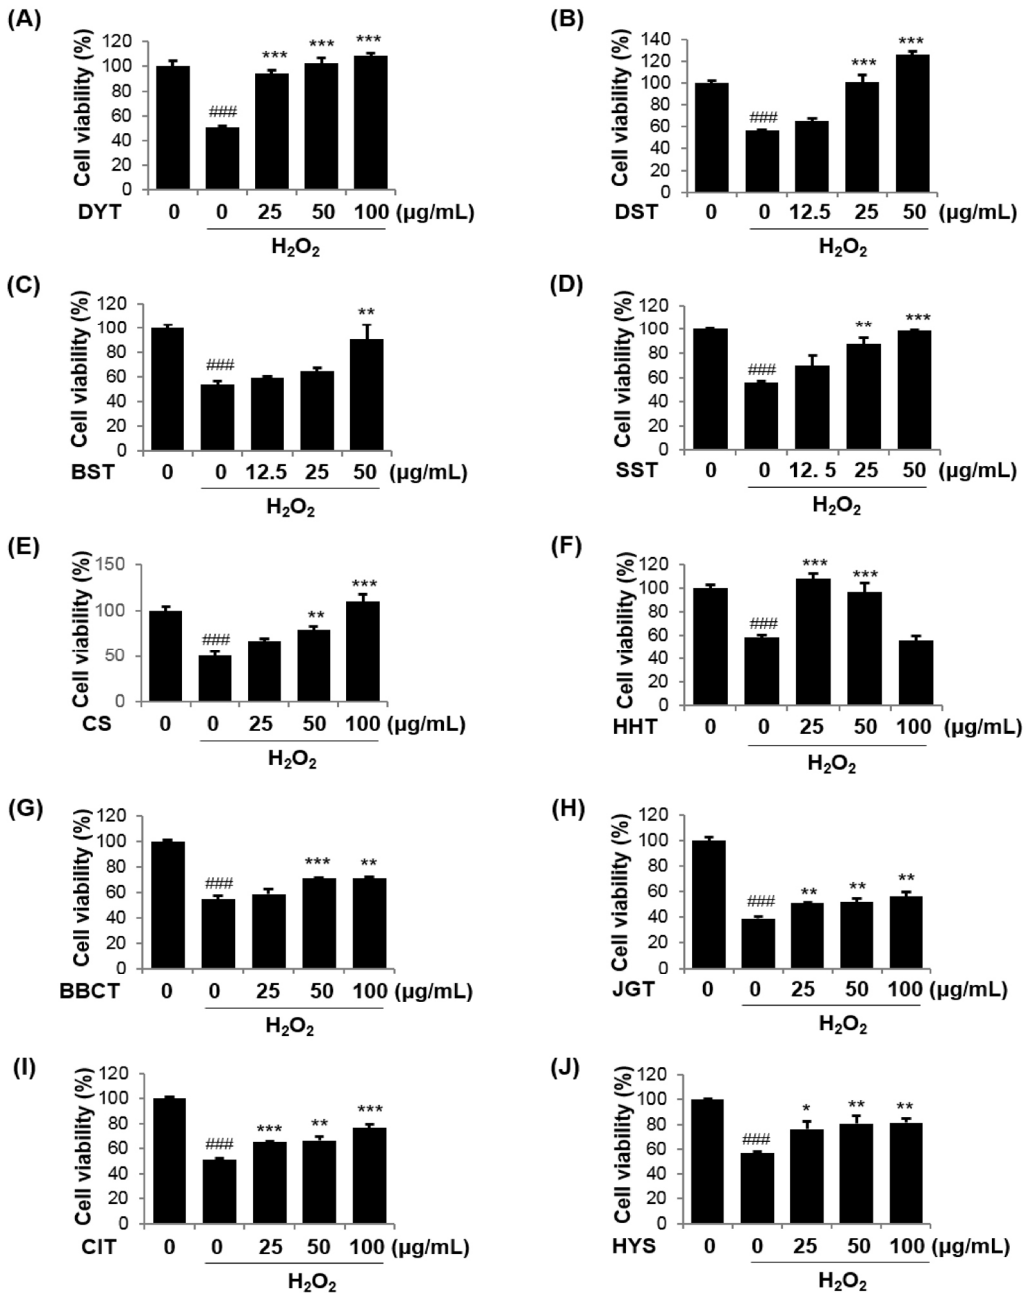 (A)
Cell viability (%)
120
100
80
60
40
20
0
###
***
***
***
DYT 0 0 25 50 100 (µg/mL)
H₂O₂
(B)
Cell viability (%)
140
120
100
80
60
40
20
0
###
***
***
DST 0 0 12.5 25 50 (µg/mL)
H₂O₂
(C)
Cell viability (%)
120
100
80
60
40
20
0
###
**
BST 0 0 12.5 25 50 (µg/mL)
H₂O₂
(D)
Cell viability (%)
120
100
80
60
40
20
0
###
**
***
SST 0 0 12. 5 25 50 (µg/mL)
H₂O₂
(E)
Cell viability (%)
150
100
50
0
###
**
***
CS 0 0 25 50 100 (µg/mL)
H₂O₂
(F)
Cell viability (%)
120
100
80
60
40
20
0
###
***
***
HHT 0 0 25 50 100 (µg/mL)
H₂O₂
(G)
Cell viability (%)
120
100
80
60
40
20
0
###
***
**
BBCT 0 0 25 50 100 (µg/mL)
H₂O₂
(H)
Cell viability (%)
120
100
80
60
40
20
0
###
**
**
**
JGT 0 0 25 50 100 (µg/mL)
H₂O₂
(I)
Cell viability (%)
120
100
80
60
40
20
0
###
***
**
***
CIT 0 0 25 50 100 (µg/mL)
H₂O₂
(J)
Cell viability (%)
120
100
80
60
40
20
0
###
*
**
**
HYS 0 0 25 50 100 (µg/mL)
H₂O₂